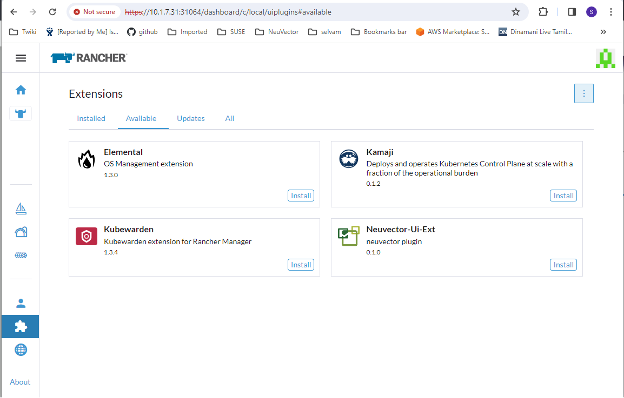 Not secure https://10.1.7.31:31064/dashboard/c/local/uiplugins#available
S
Twiki [Reported by Me] Is... github Imported SUSE NeuVector selvam Bookmarks bar AWS Marketplace: S... Dinamani Live Tamil... »
RANCHER
Extensions
Installed Available Updates All
Elemental
OS Management extension
1.3.0
Install
Kamaji
Deploys and operates Kubernetes Control Plane at scale with a
fraction of the operational burden
0.1.2
Install
Kubewarden
Kubewarden extension for Rancher Manager
1.3.4
Install
Neuvector-Ui-Ext
neuvector plugin
0.1.0
Install
About